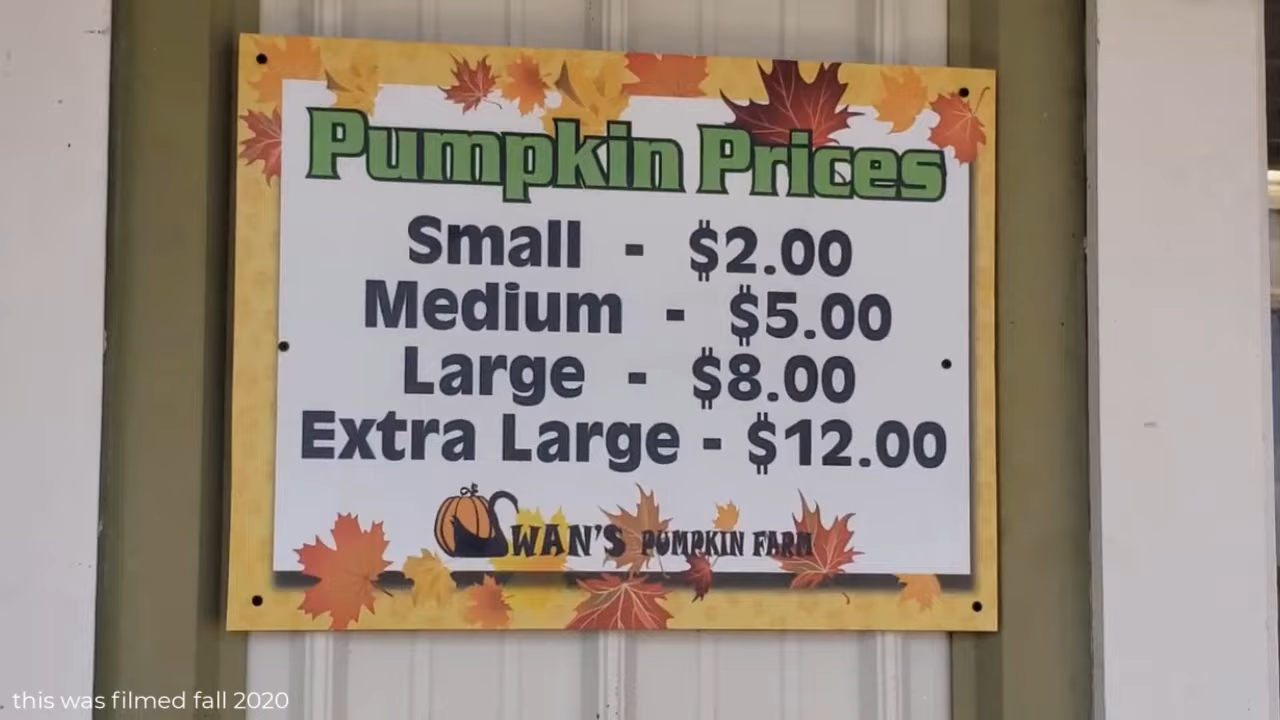 Pumpkin Prices
Small - $2.00
Medium - $5.00
Large - $8.00
Extra Large - $12.00
SWAN'S PUMPKIN FARM
this was filmed fall 2020